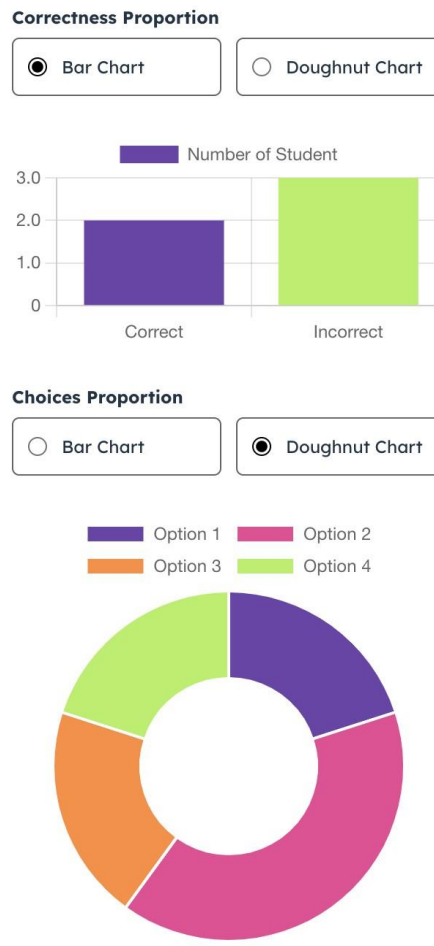 Correctness Proportion
Bar Chart Doughnut Chart
Number of Student
3.0
2.0
1.0
0
Correct Incorrect
Choices Proportion
Bar Chart Doughnut Chart
Option 1 Option 2
Option 3 Option 4